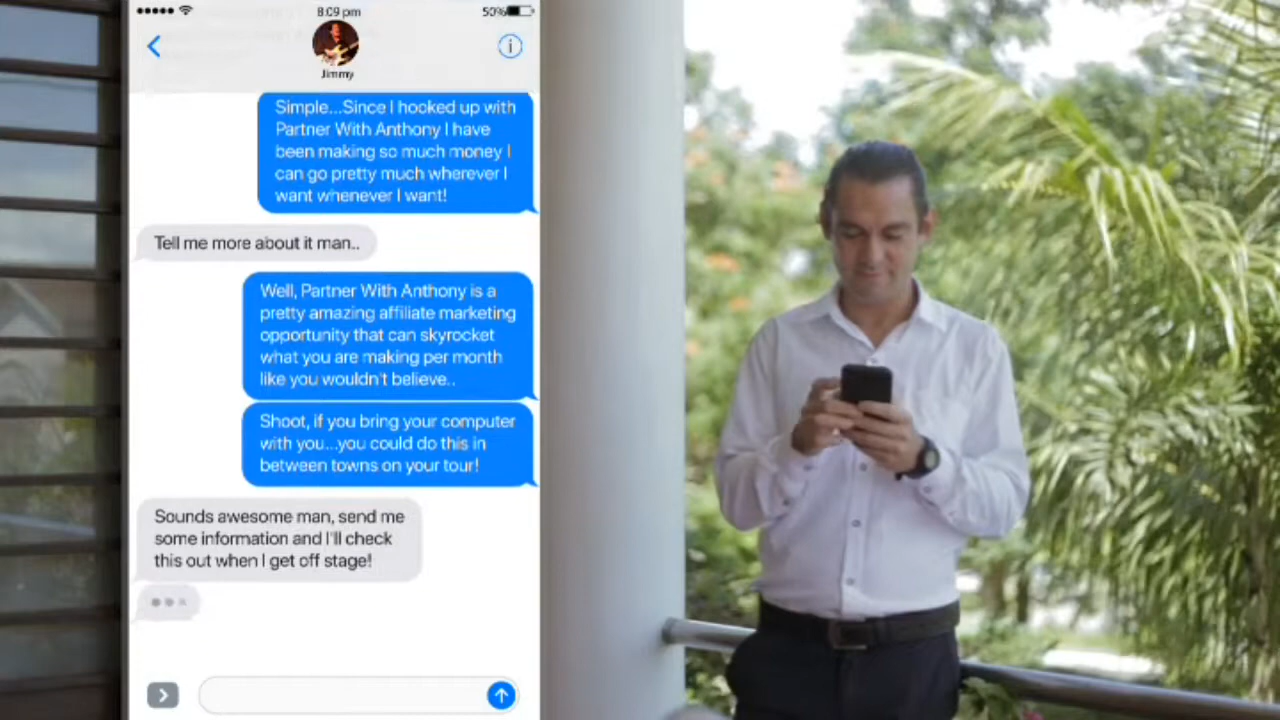 8:09 pm
50%
Jimmy
Simple...Since I hooked up with
Partner With Anthony I have
been making so much money I
can go pretty much wherever I
want whenever I want!
Tell me more about it man..
Well, Partner With Anthony is a
pretty amazing affiliate marketing
opportunity that can skyrocket
what you are making per month
like you wouldn't believe..
Shoot, if you bring your computer
with you...you could do this in
between towns on your tour!
Sounds awesome man, send me
some information and I'll check
this out when I get off stage!